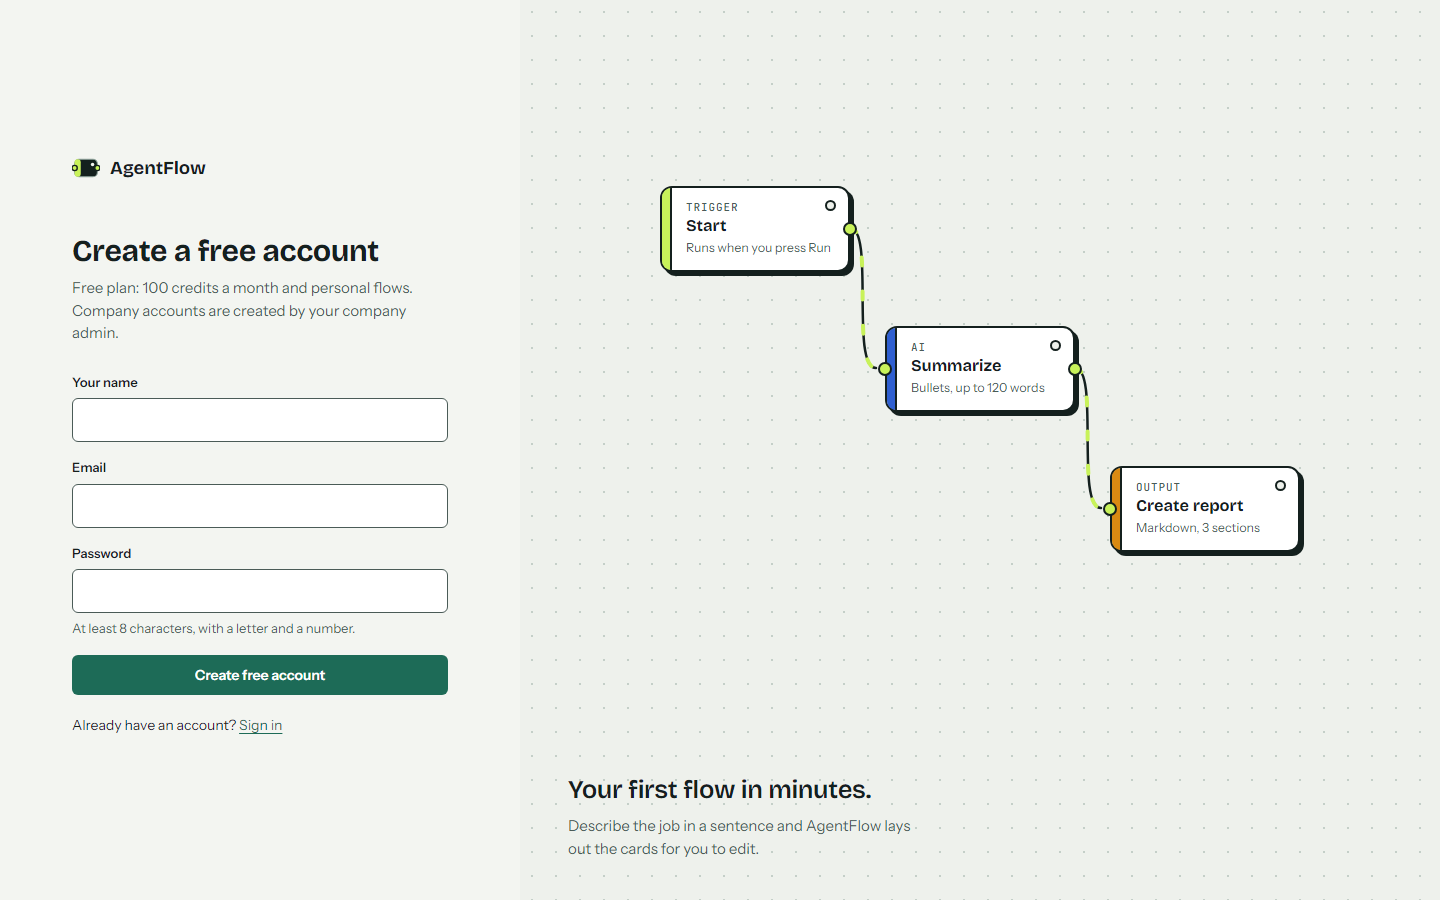 AgentFlow
Create a free account
Free plan: 100 credits a month and personal flows.
Company accounts are created by your company
admin.
Your name
Email
Password
At least 8 characters, with a letter and a number.
Create free account
Already have an account? Sign in
TRIGGER
Start
Runs when you press Run
AI
Summarize
Bullets, up to 120 words
OUTPUT
Create report
Markdown, 3 sections
Your first flow in minutes.
Describe the job in a sentence and AgentFlow lays
out the cards for you to edit.